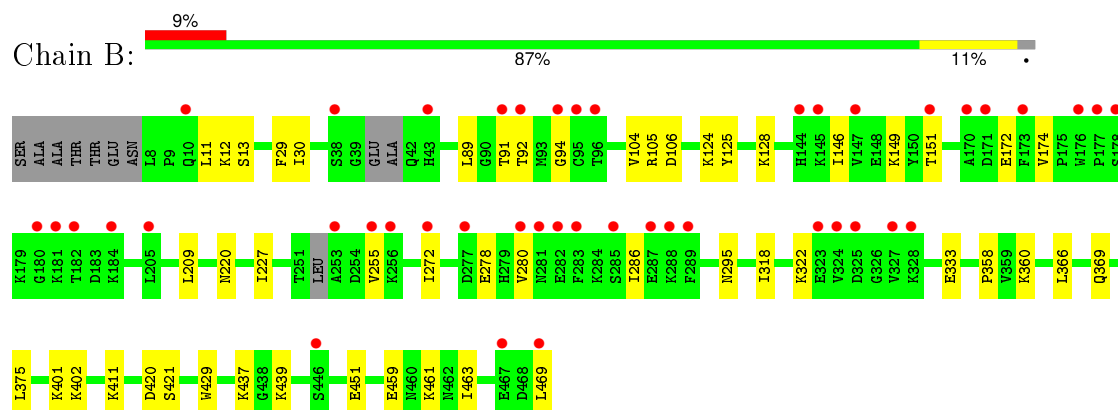 9%
Chain B:
87% 11% •
SER ALA ALA THR THR GLU ASN L8 P9 Q10 L11 K12 S13 F29 I30 S38 G39 GLU ALA Q42 H43 L89 G90 T91 T92 M93 G94 C95 T96 V104 R105 D106 K124 Y125 K128 H144 K145 I146 V147 E148 K149 Y150 T151 A170 D171 E172 F173 V174 P175 W176 P177 S178
K179 G180 K181 T182 D183 K184 L205 L209 N220 I227 T251 LEU A253 D254 V255 K256 I272 D277 E278 H279 V280 N281 E282 F283 K284 S285 I286 E287 K288 F289 N295 I318 K322 E323 V324 D325 G326 V327 K328 E333 P358 V359 K360 L366 Q369
L375 K401 K402 K411 D420 S421 W429 K437 G438 K439 S446 E451 E459 N460 K461 N462 I463 E467 D468 L469